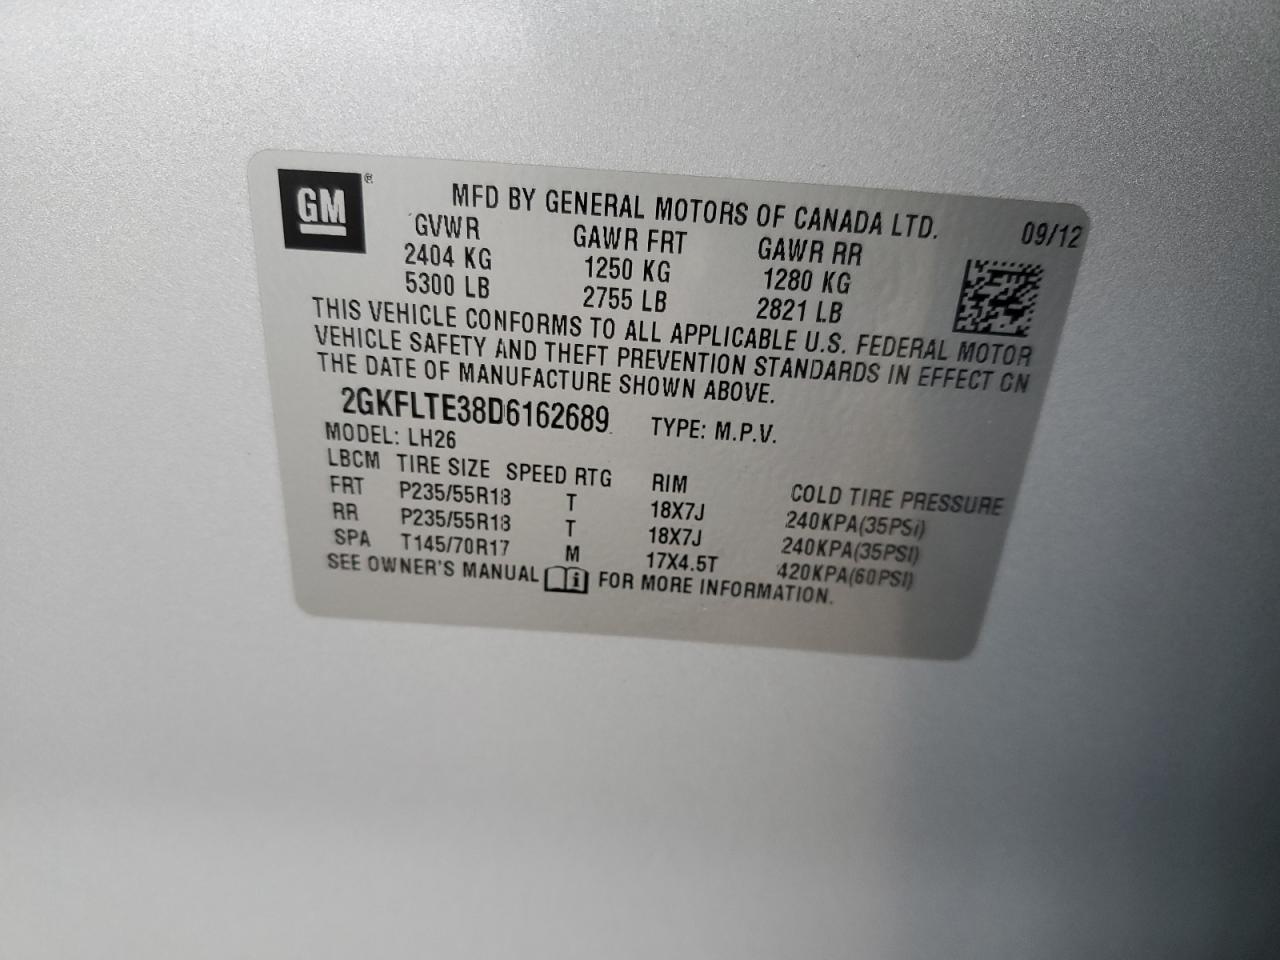 GM ®
MFD BY GENERAL MOTORS OF CANADA LTD. 09/12
GVWR GAWR FRT GAWR RR
2404 KG 1250 KG 1280 KG
5300 LB 2755 LB 2821 LB
THIS VEHICLE CONFORMS TO ALL APPLICABLE U.S. FEDERAL MOTOR
VEHICLE SAFETY AND THEFT PREVENTION STANDARDS IN EFFECT ON
THE DATE OF MANUFACTURE SHOWN ABOVE.
2GKFLTE38D6162689 TYPE: M.P.V.
MODEL: LH26
LBCM TIRE SIZE SPEED RTG RIM COLD TIRE PRESSURE
FRT P235/55R18 T 18X7J 240KPA(35PSI)
RR P235/55R18 T 18X7J 240KPA(35PSI)
SPA T145/70R17 M 17X4.5T 420KPA(60PSI)
SEE OWNER'S MANUAL i FOR MORE INFORMATION.